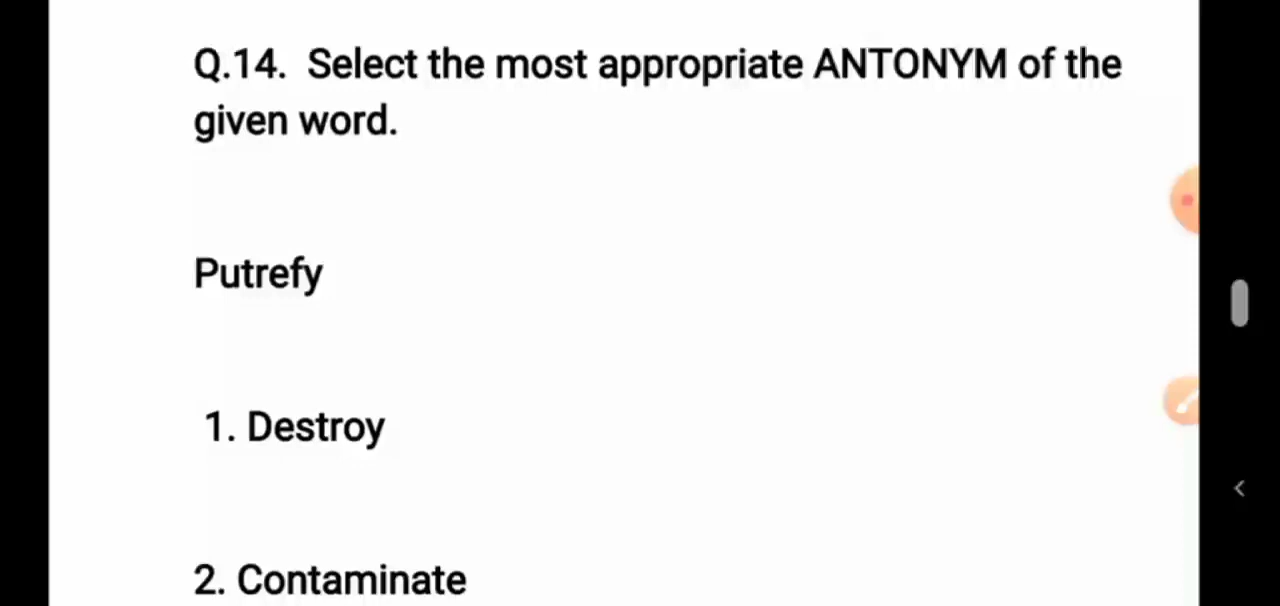 Q.14. Select the most appropriate ANTONYM of the
given word.
Putrefy
1. Destroy
2. Contaminate